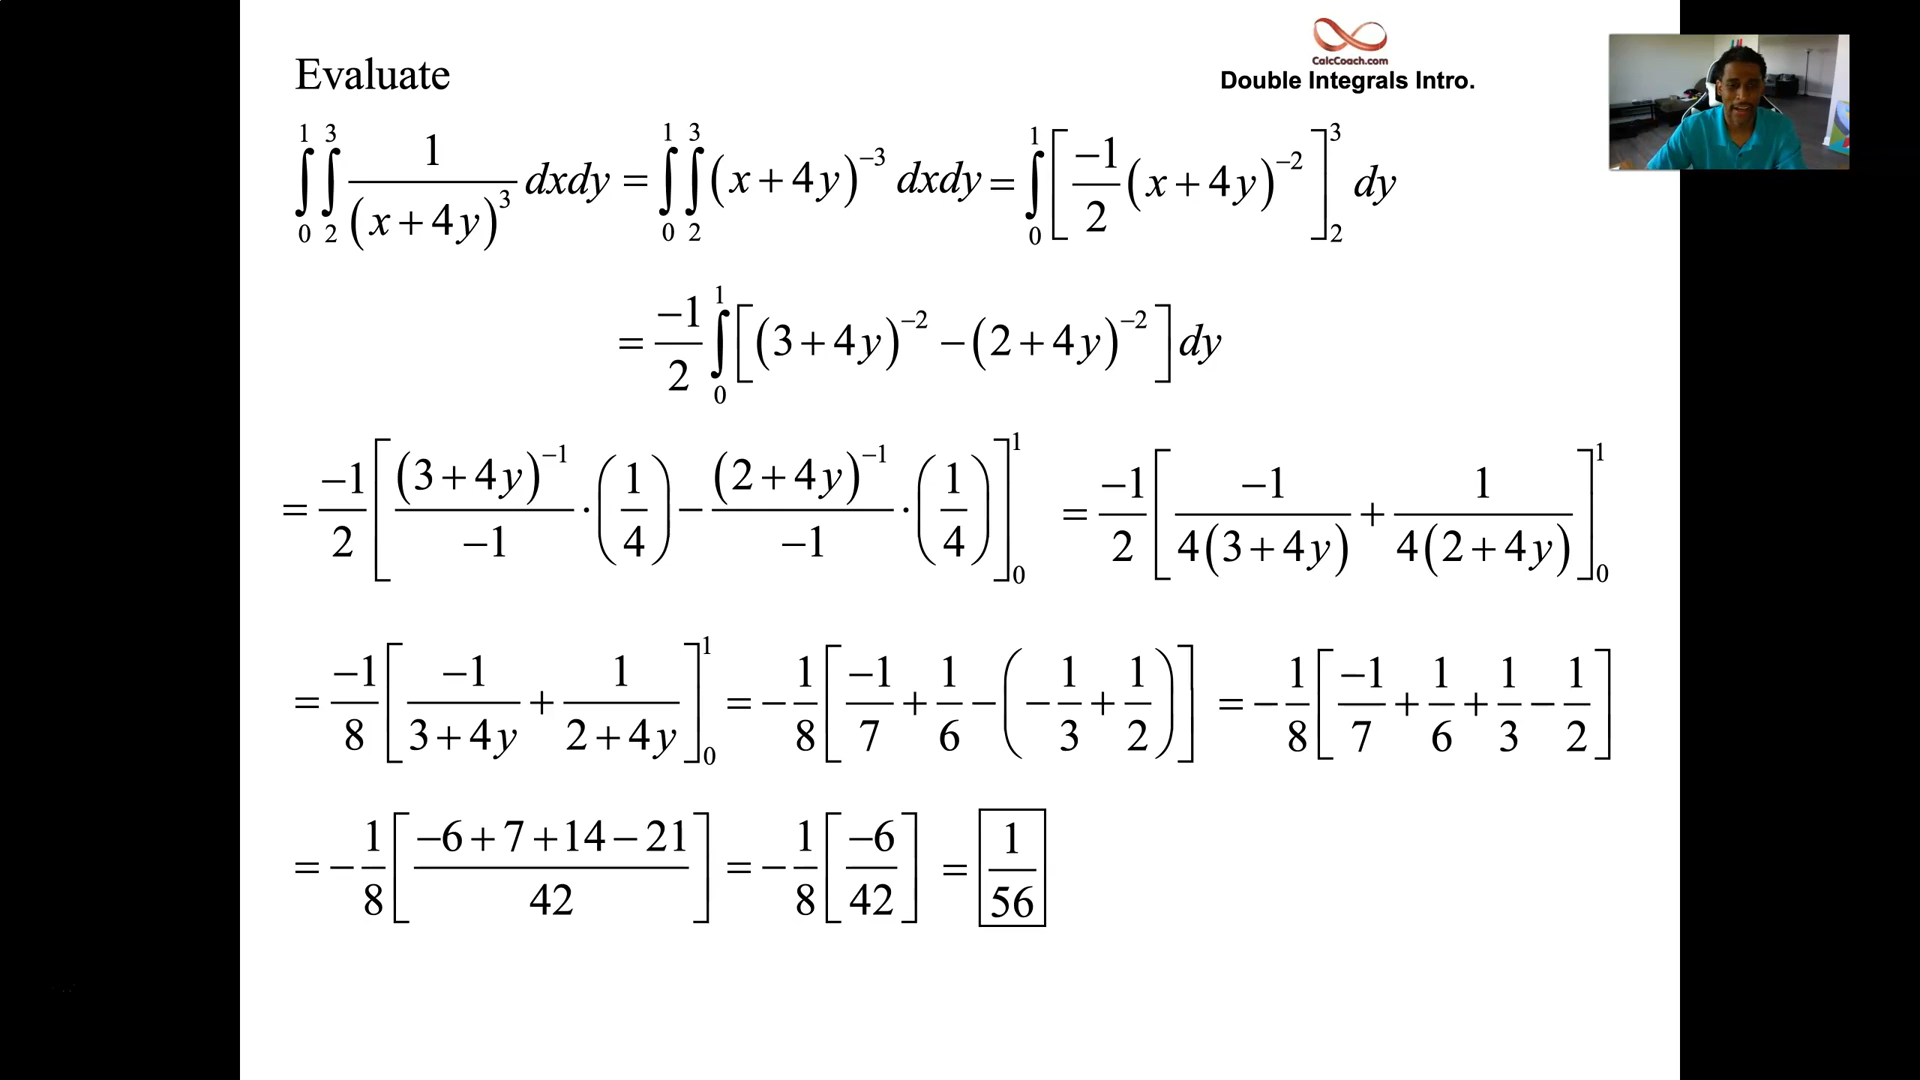 CalcCoach.com
Double Integrals Intro.
Evaluate
∫₀¹∫₂³ 1/(x+4y)³ dxdy = ∫₀¹∫₂³ (x+4y)⁻³ dxdy = ∫₀¹ [−1/2 (x+4y)⁻²]₂³ dy
= −1/2 ∫₀¹ [(3+4y)⁻² − (2+4y)⁻²] dy
= −1/2 [(3+4y)⁻¹/−1 · (1/4) − (2+4y)⁻¹/−1 · (1/4)]₀¹ = −1/2 [−1/4(3+4y) + 1/4(2+4y)]₀¹
= −1/8 [−1/3+4y + 1/2+4y]₀¹ = −1/8 [−1/7 + 1/6 − (−1/3 + 1/2)] = −1/8 [−1/7 + 1/6 + 1/3 − 1/2]
= −1/8 [−6+7+14−21/42] = −1/8 [−6/42] = 1/56